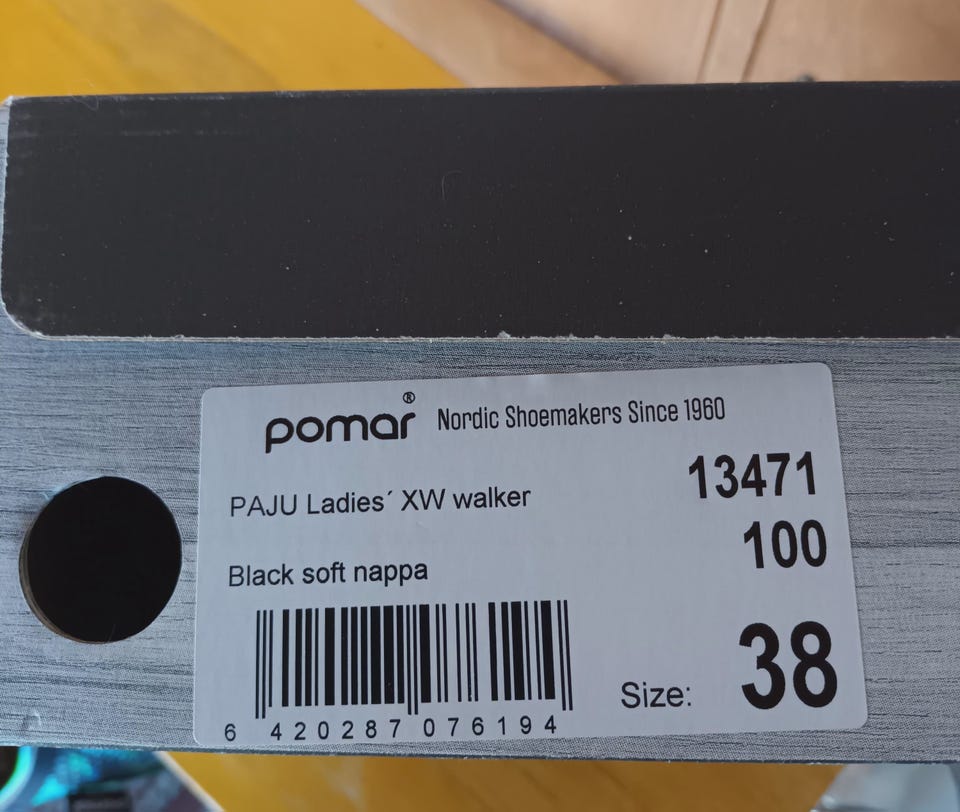 pomar® Nordic Shoemakers Since 1960
13471
PAJU Ladies´ XW walker
100
Black soft nappa
Size: 38
6 420287 076194